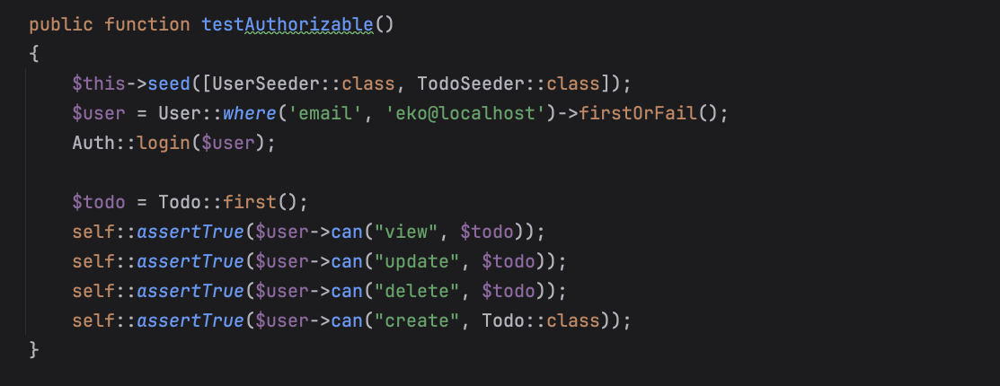 public function testAuthorizable()
{
    $this->seed([UserSeeder::class, TodoSeeder::class]);
    $user = User::where('email', 'eko@localhost')->firstOrFail();
    Auth::login($user);

    $todo = Todo::first();
    self::assertTrue($user->can("view", $todo));
    self::assertTrue($user->can("update", $todo));
    self::assertTrue($user->can("delete", $todo));
    self::assertTrue($user->can("create", Todo::class));
}